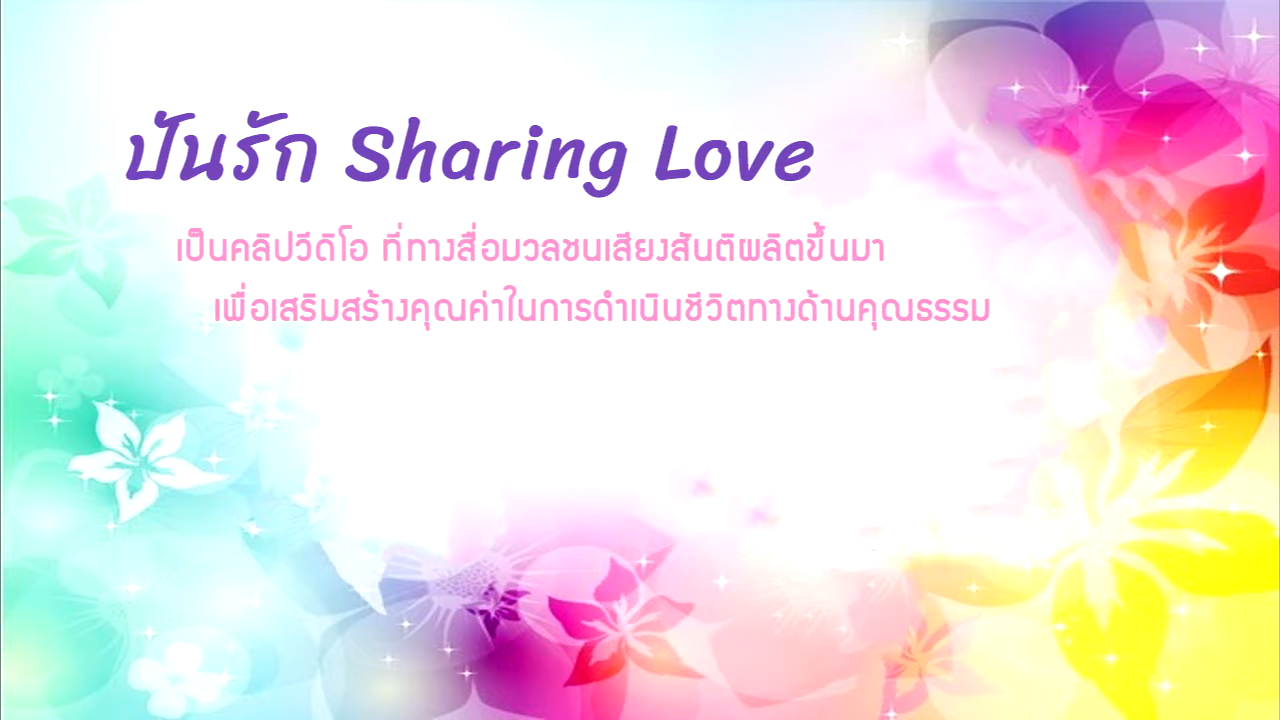 ปันรัก Sharing Love
เป็นคลิปวีดิโอ ที่ทางสื่อมวลชนเสียงสันติผลิตขึ้นมา
เพื่อเสริมสร้างคุณค่าในการดำเนินชีวิตทางด้านคุณธรรม